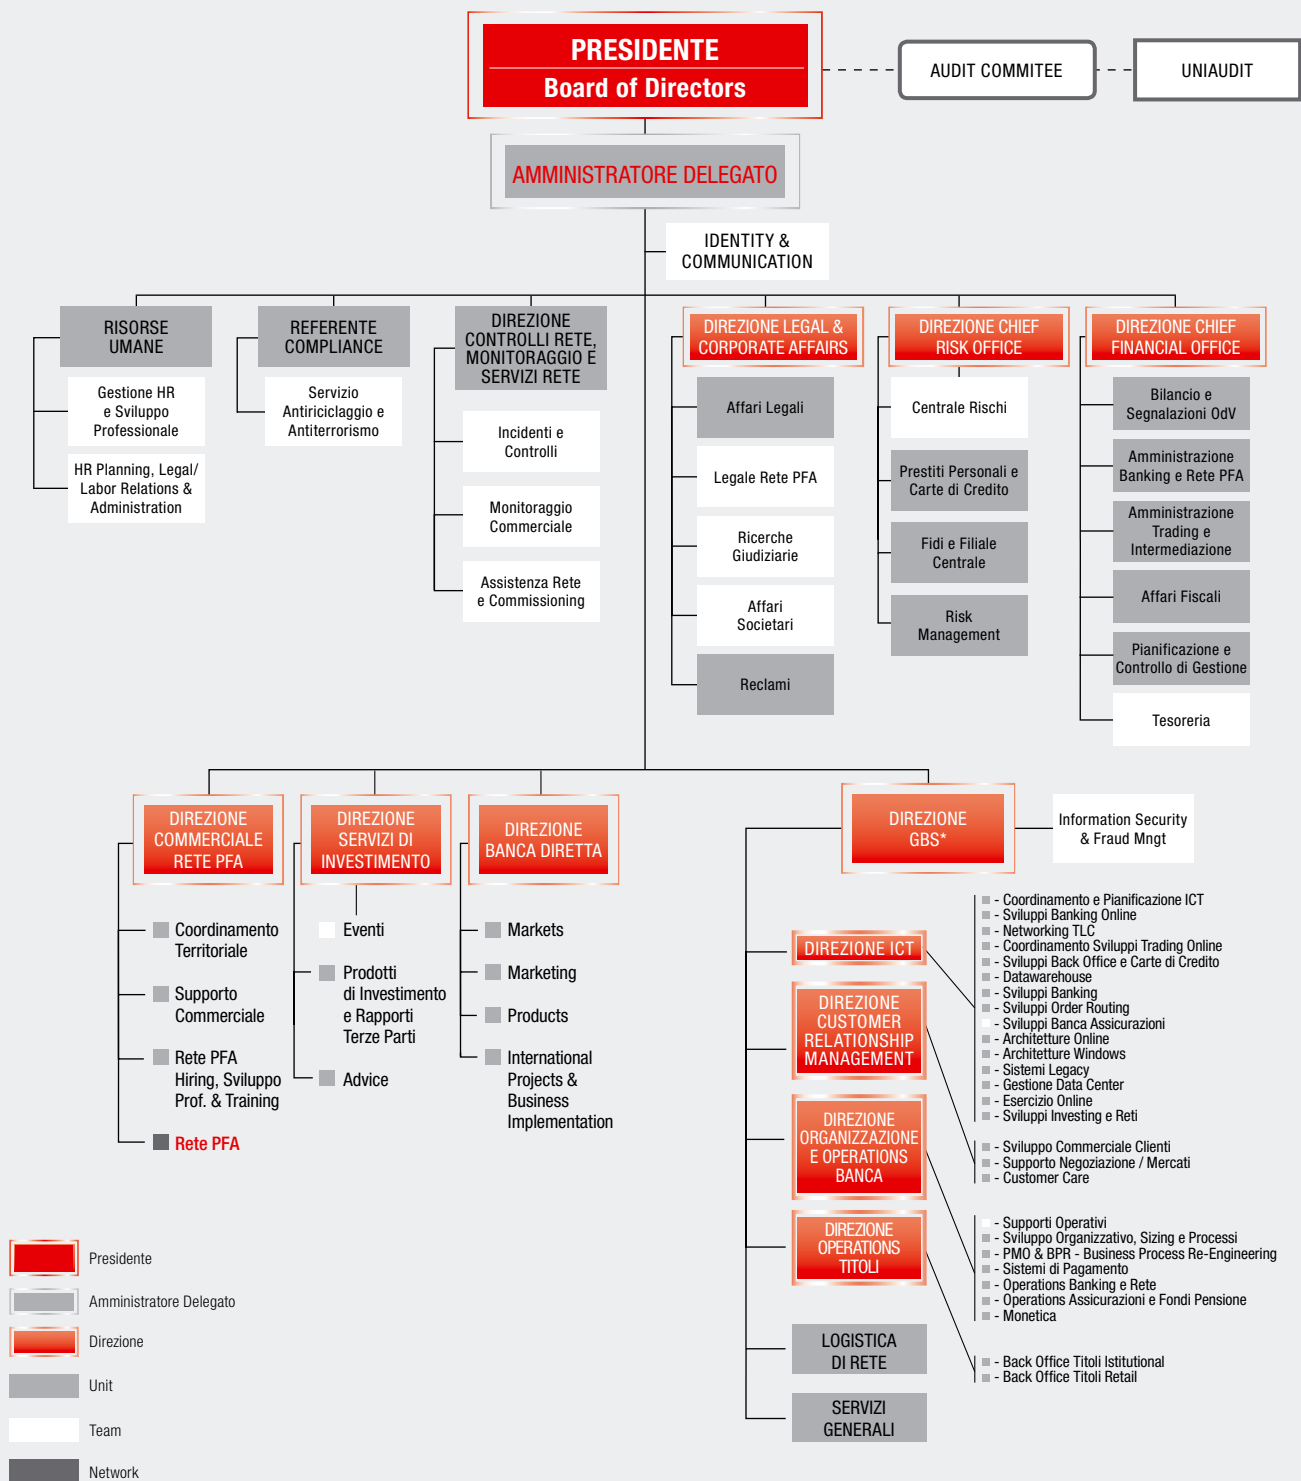 PRESIDENTE
Board of Directors
AUDIT COMMITEE
UNIAUDIT
AMMINISTRATORE DELEGATO
IDENTITY &
COMMUNICATION
RISORSE
UMANE
Gestione HR
e Sviluppo
Professionale
HR Planning, Legal/
Labor Relations &
Administration
REFERENTE
COMPLIANCE
Servizio
Antiriciclaggio e
Antiterrorismo
DIREZIONE
CONTROLLI RETE,
MONITORAGGIO E
SERVIZI RETE
Incidenti e
Controlli
Monitoraggio
Commerciale
Assistenza Rete
e Commissioning
DIREZIONE LEGAL &
CORPORATE AFFAIRS
Affari Legali
Legale Rete PFA
Ricerche
Giudiziarie
Affari
Societari
Reclami
DIREZIONE CHIEF
RISK OFFICE
Centrale Rischi
Prestiti Personali e
Carte di Credito
Fidi e Filiale
Centrale
Risk
Management
DIREZIONE CHIEF
FINANCIAL OFFICE
Bilancio e
Segnalazioni OdV
Amministrazione
Banking e Rete PFA
Amministrazione
Trading e
Intermediazione
Affari Fiscali
Pianificazione e
Controllo di Gestione
Tesoreria
DIREZIONE
COMMERCIALE
RETE PFA
Coordinamento
Territoriale
Supporto
Commerciale
Rete PFA
Hiring, Sviluppo
Prof. & Training
Rete PFA
DIREZIONE
SERVIZI DI
INVESTIMENTO
Eventi
Prodotti
di Investimento
e Rapporti
Terze Parti
Advice
DIREZIONE
BANCA DIRETTA
Markets
Marketing
Products
International
Projects &
Business
Implementation
DIREZIONE
GBS*
Information Security
& Fraud Mngt
DIREZIONE ICT
- Coordinamento e Pianificazione ICT
- Sviluppi Banking Online
- Networking TLC
- Coordinamento Sviluppi Trading Online
- Sviluppi Back Office e Carte di Credito
- Datawarehouse
- Sviluppi Banking
- Sviluppi Order Routing
- Sviluppi Banca Assicurazioni
- Architetture Online
- Architetture Windows
- Sistemi Legacy
- Gestione Data Center
- Esercizio Online
- Sviluppi Investing e Reti
DIREZIONE
CUSTOMER
RELATIONSHIP
MANAGEMENT
- Sviluppo Commerciale Clienti
- Supporto Negoziazione / Mercati
- Customer Care
DIREZIONE
ORGANIZZAZIONE
E OPERATIONS
BANCA
- Supporti Operativi
- Sviluppo Organizzativo, Sizing e Processi
- PMO & BPR - Business Process Re-Engineering
- Sistemi di Pagamento
- Operations Banking e Rete
- Operations Assicurazioni e Fondi Pensione
- Monetica
DIREZIONE
OPERATIONS
TITOLI
- Back Office Titoli Istitutional
- Back Office Titoli Retail
LOGISTICA
DI RETE
SERVIZI
GENERALI
Presidente
Amministratore Delegato
Direzione
Unit
Team
Network